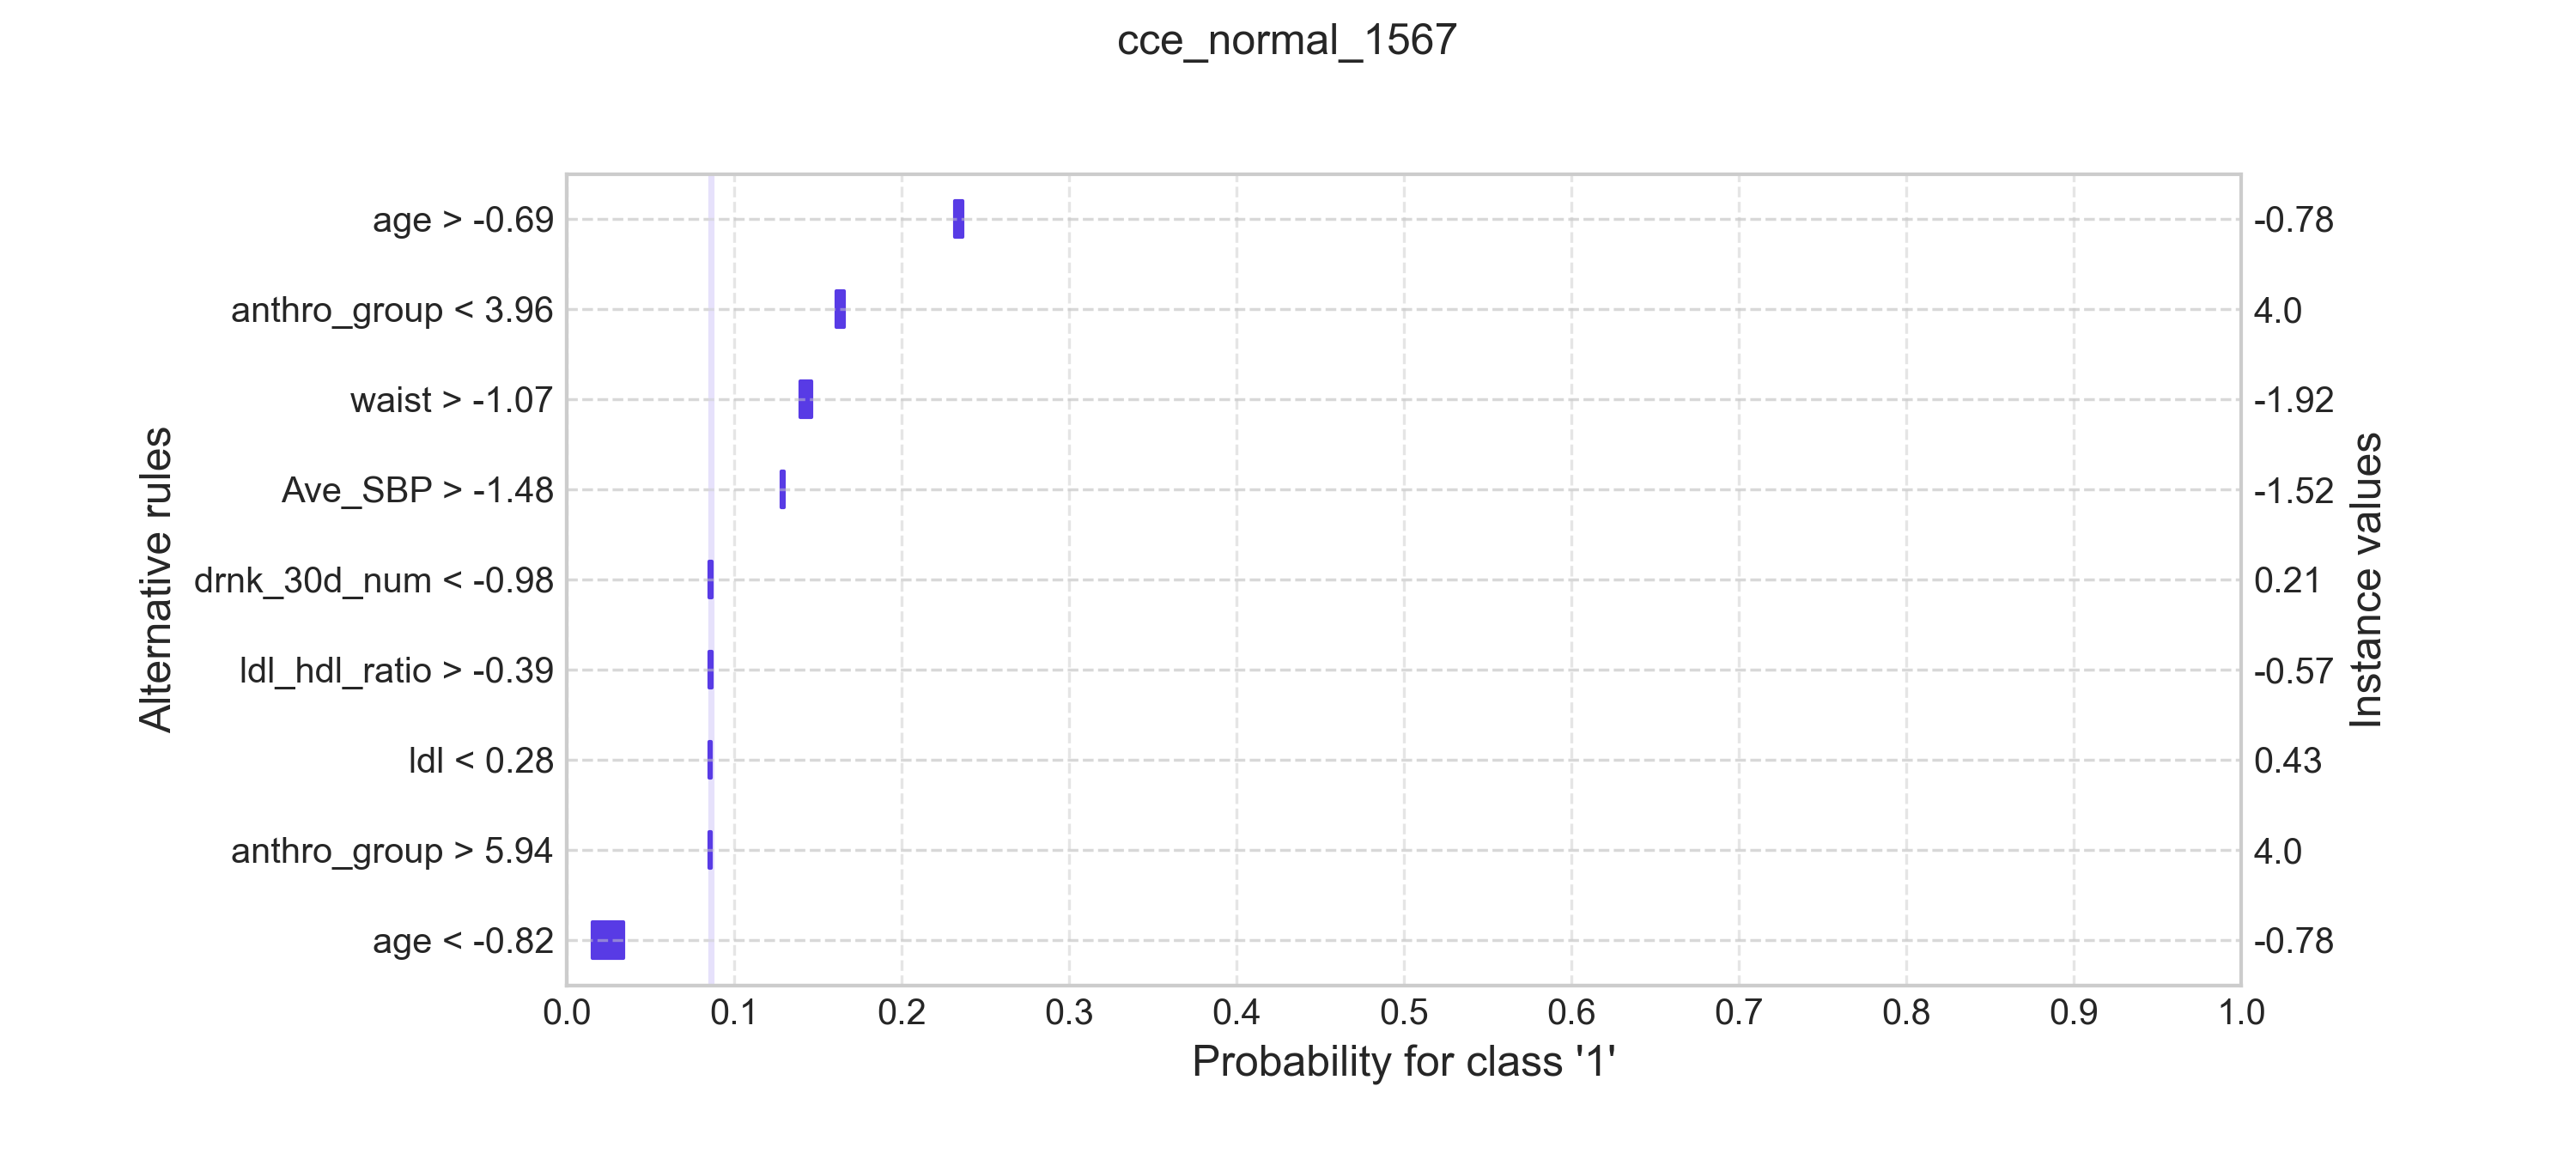 cce_normal_1567
Alternative rules
age > -0.69
-0.78
anthro_group < 3.96
4.0
waist > -1.07
-1.92
Ave_SBP > -1.48
-1.52
drnk_30d_num < -0.98
0.21
ldl_hdl_ratio > -0.39
-0.57
ldl < 0.28
0.43
anthro_group > 5.94
4.0
age < -0.82
-0.78
Instance values
0.0 0.1 0.2 0.3 0.4 0.5 0.6 0.7 0.8 0.9 1.0
Probability for class '1'